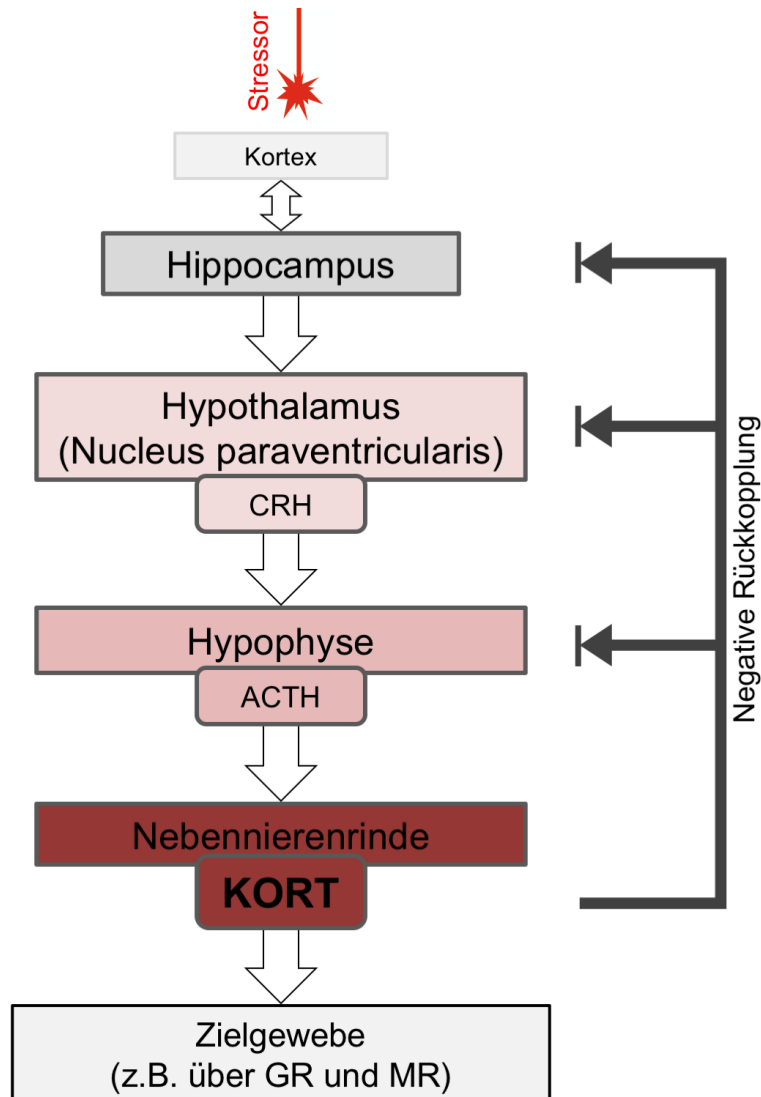 Stressor
Kortex
Hippocampus
Hypothalamus
(Nucleus paraventricularis)
CRH
Hypophyse
ACTH
Nebennierenrinde
KORT
Zielgewebe
(z.B. über GR und MR)
Negative Rückkopplung